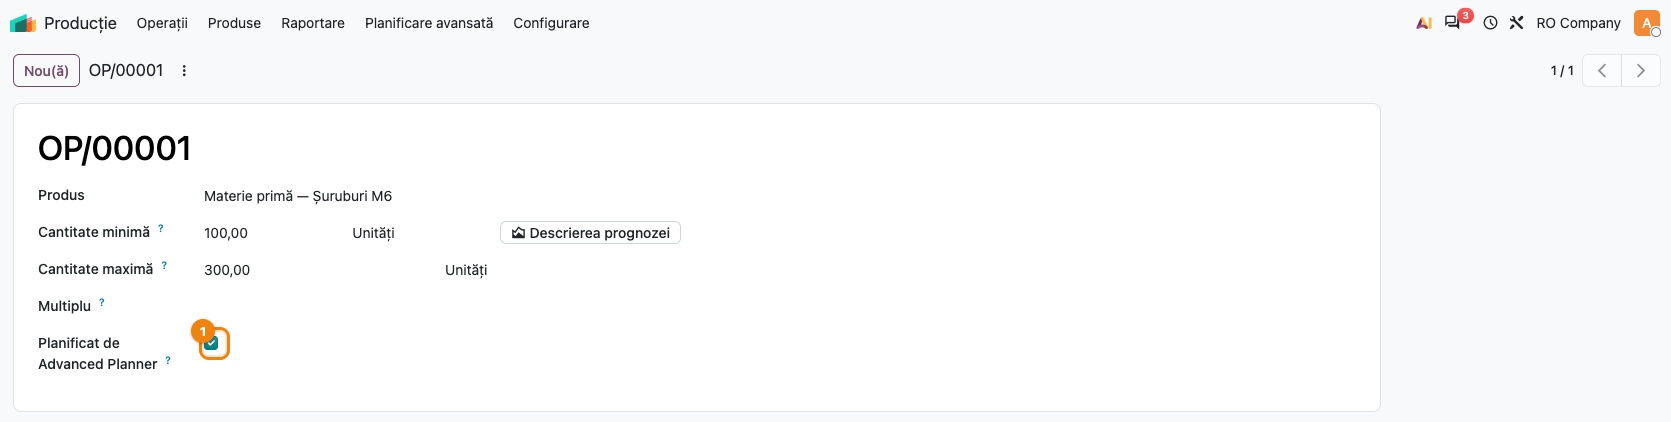 Producție Operații Produse Raportare Planificare avansată Configurare AI 3 RO Company A
Nou(ă) OP/00001 1 / 1
OP/00001
Produs Materie primă — Șuruburi M6
Cantitate minimă ? 100,00 Unități Descrierea prognozei
Cantitate maximă ? 300,00 Unități
Multiplu ?
1
Planificat de
Advanced Planner ?